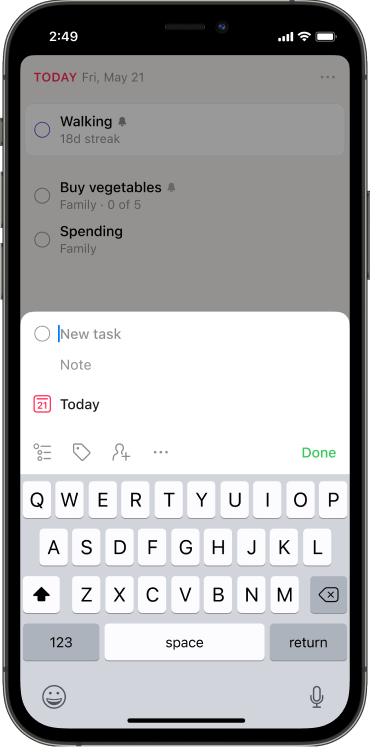 2:49
TODAY Fri, May 21
Walking
18d streak
Buy vegetables
Family · 0 of 5
Spending
Family
New task
Note
21 Today
Done
Q W E R T Y U I O P
A S D F G H J K L
Z X C V B N M
123 space return